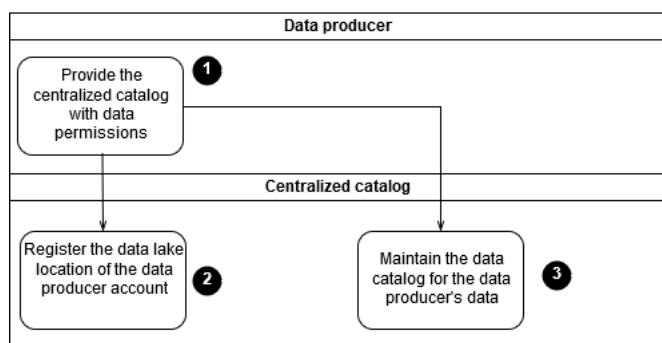 Data producer
1
Provide the
centralized catalog
with data
permissions
Centralized catalog
Register the data lake
location of the data
producer account
2
Maintain the data
catalog for the data
producer's data
3